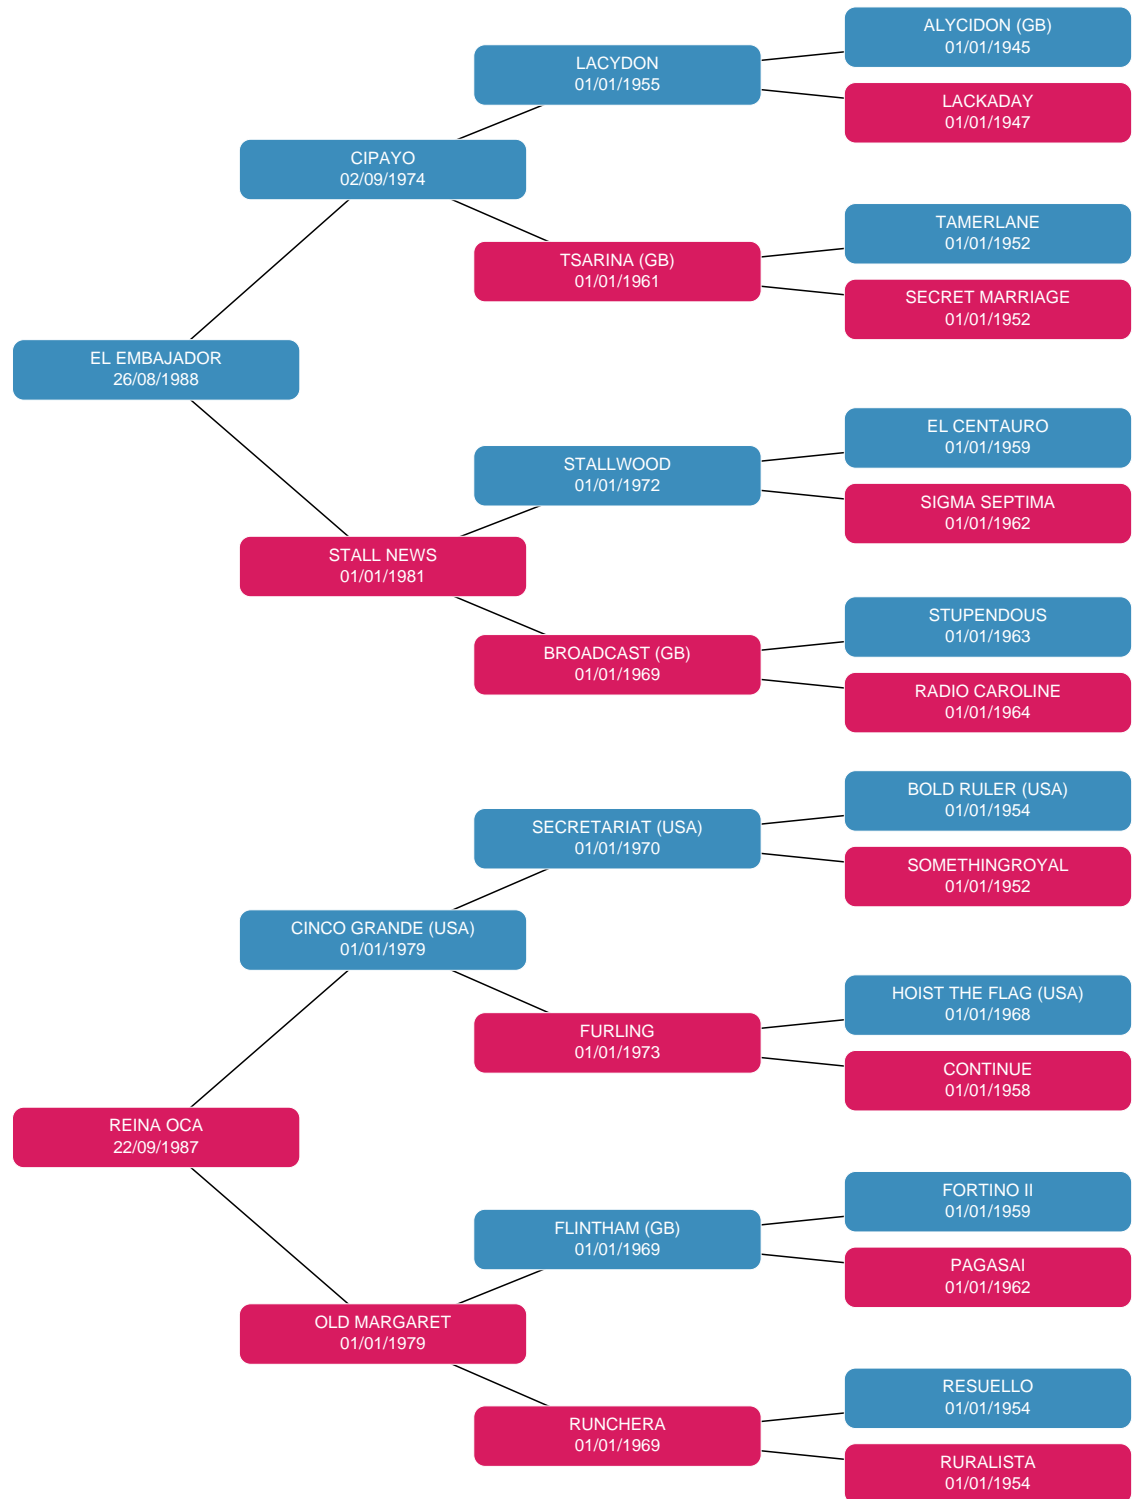 ALYCIDON (GB)
01/01/1945
LACYDON
01/01/1955
LACKADAY
01/01/1947
CIPAYO
02/09/1974
TAMERLANE
01/01/1952
TSARINA (GB)
01/01/1961
SECRET MARRIAGE
01/01/1952
EL EMBAJADOR
26/08/1988
EL CENTAURO
01/01/1959
STALLWOOD
01/01/1972
SIGMA SEPTIMA
01/01/1962
STALL NEWS
01/01/1981
STUPENDOUS
01/01/1963
BROADCAST (GB)
01/01/1969
RADIO CAROLINE
01/01/1964
BOLD RULER (USA)
01/01/1954
SECRETARIAT (USA)
01/01/1970
SOMETHINGROYAL
01/01/1952
CINCO GRANDE (USA)
01/01/1979
HOIST THE FLAG (USA)
01/01/1968
FURLING
01/01/1973
CONTINUE
01/01/1958
REINA OCA
22/09/1987
FORTINO II
01/01/1959
FLINTHAM (GB)
01/01/1969
PAGASAI
01/01/1962
OLD MARGARET
01/01/1979
RESUELLO
01/01/1954
RUNCHERA
01/01/1969
RURALISTA
01/01/1954